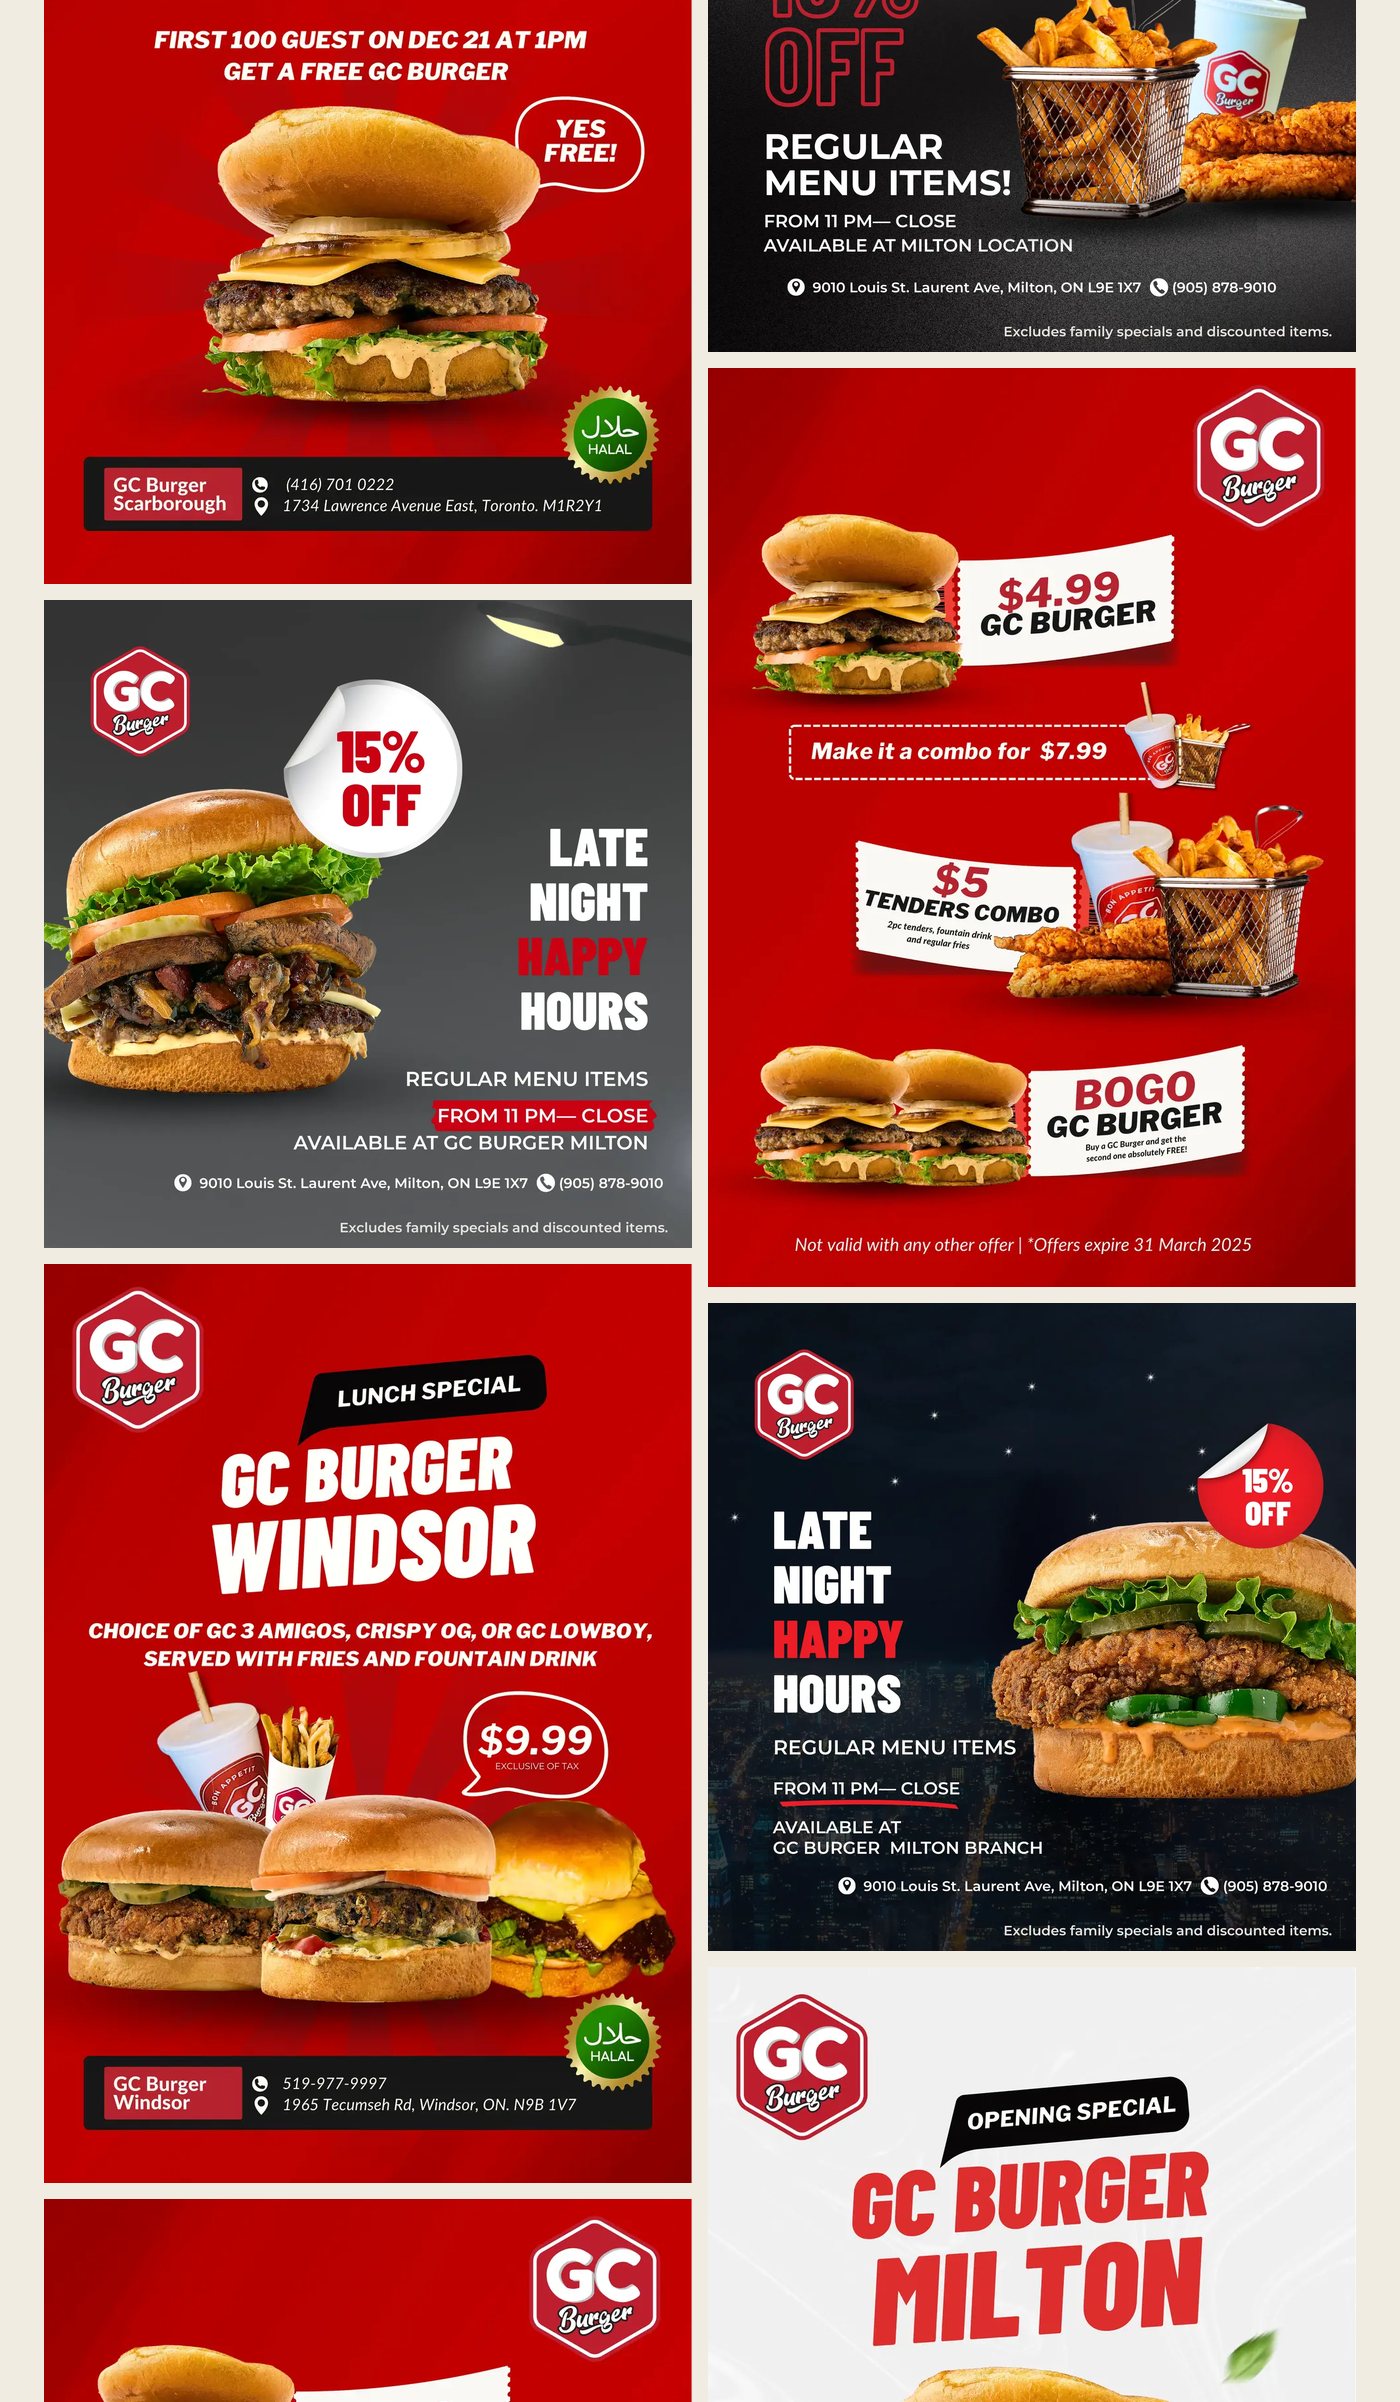 FIRST 100 GUEST ON DEC 21 AT 1PM
GET A FREE GC BURGER
YES
FREE!
حلال
HALAL
GC Burger
Scarborough
(416) 701 0222
1734 Lawrence Avenue East, Toronto. M1R2Y1
GC
Burger
15%
OFF
LATE
NIGHT
HAPPY
HOURS
REGULAR MENU ITEMS
FROM 11 PM— CLOSE
AVAILABLE AT GC BURGER MILTON
9010 Louis St. Laurent Ave, Milton, ON L9E 1X7 (905) 878-9010
Excludes family specials and discounted items.
GC
Burger
LUNCH SPECIAL
GC BURGER
WINDSOR
CHOICE OF GC 3 AMIGOS, CRISPY OG, OR GC LOWBOY,
SERVED WITH FRIES AND FOUNTAIN DRINK
$9.99
EXCLUSIVE OF TAX
BON APPETIT
GC
GC
حلال
HALAL
GC Burger
Windsor
519-977-9997
1965 Tecumseh Rd, Windsor, ON. N9B 1V7
GC
Burger
OFF
GC
Burger
REGULAR
MENU ITEMS!
FROM 11 PM— CLOSE
AVAILABLE AT MILTON LOCATION
9010 Louis St. Laurent Ave, Milton, ON L9E 1X7 (905) 878-9010
Excludes family specials and discounted items.
GC
Burger
$4.99
GC BURGER
Make it a combo for $7.99
GC
$5
TENDERS COMBO
2pc tenders, fountain drink
and regular fries
BON APPETIT
GC
BOGO
GC BURGER
Buy a GC Burger and get the
second one absolutely FREE!
Not valid with any other offer | *Offers expire 31 March 2025
GC
Burger
15%
OFF
LATE
NIGHT
HAPPY
HOURS
REGULAR MENU ITEMS
FROM 11 PM— CLOSE
AVAILABLE AT
GC BURGER MILTON BRANCH
9010 Louis St. Laurent Ave, Milton, ON L9E 1X7 (905) 878-9010
Excludes family specials and discounted items.
GC
Burger
OPENING SPECIAL
GC BURGER
MILTON